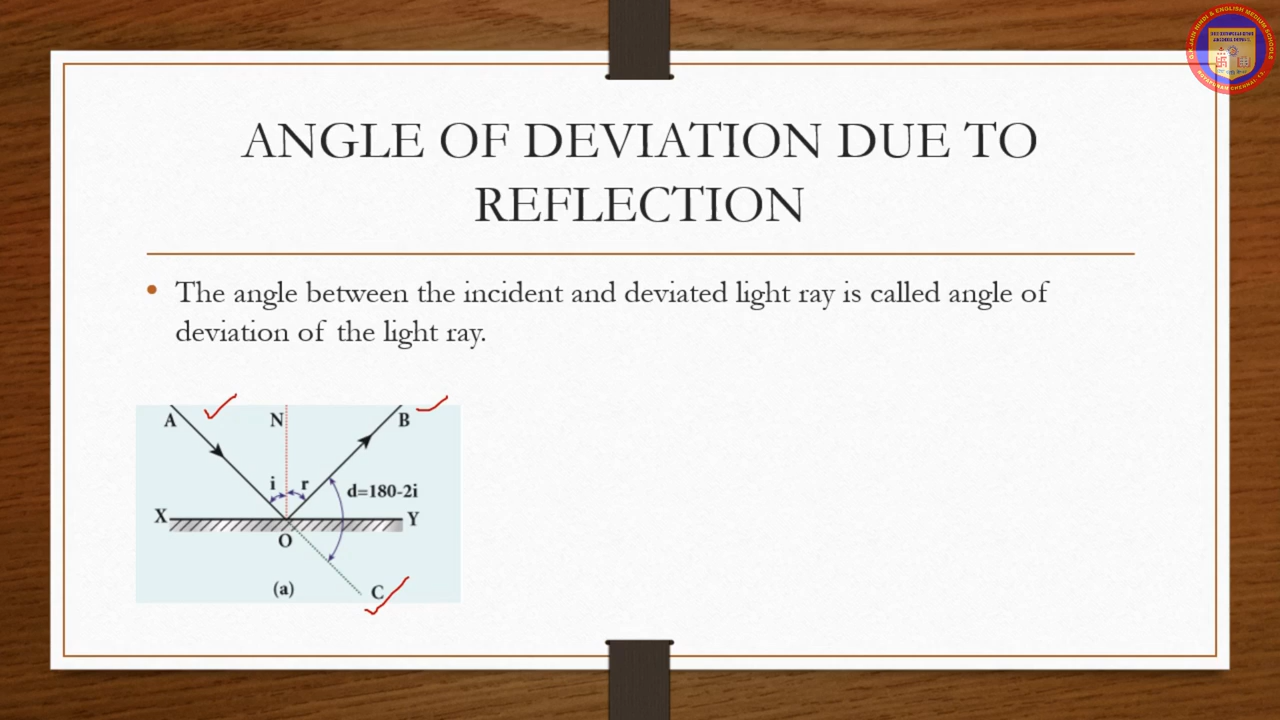 ANGLE OF DEVIATION DUE TO
REFLECTION
• The angle between the incident and deviated light ray is called angle of
deviation of the light ray.
A N B
i r
d=180-2i
X Y
O
(a) C